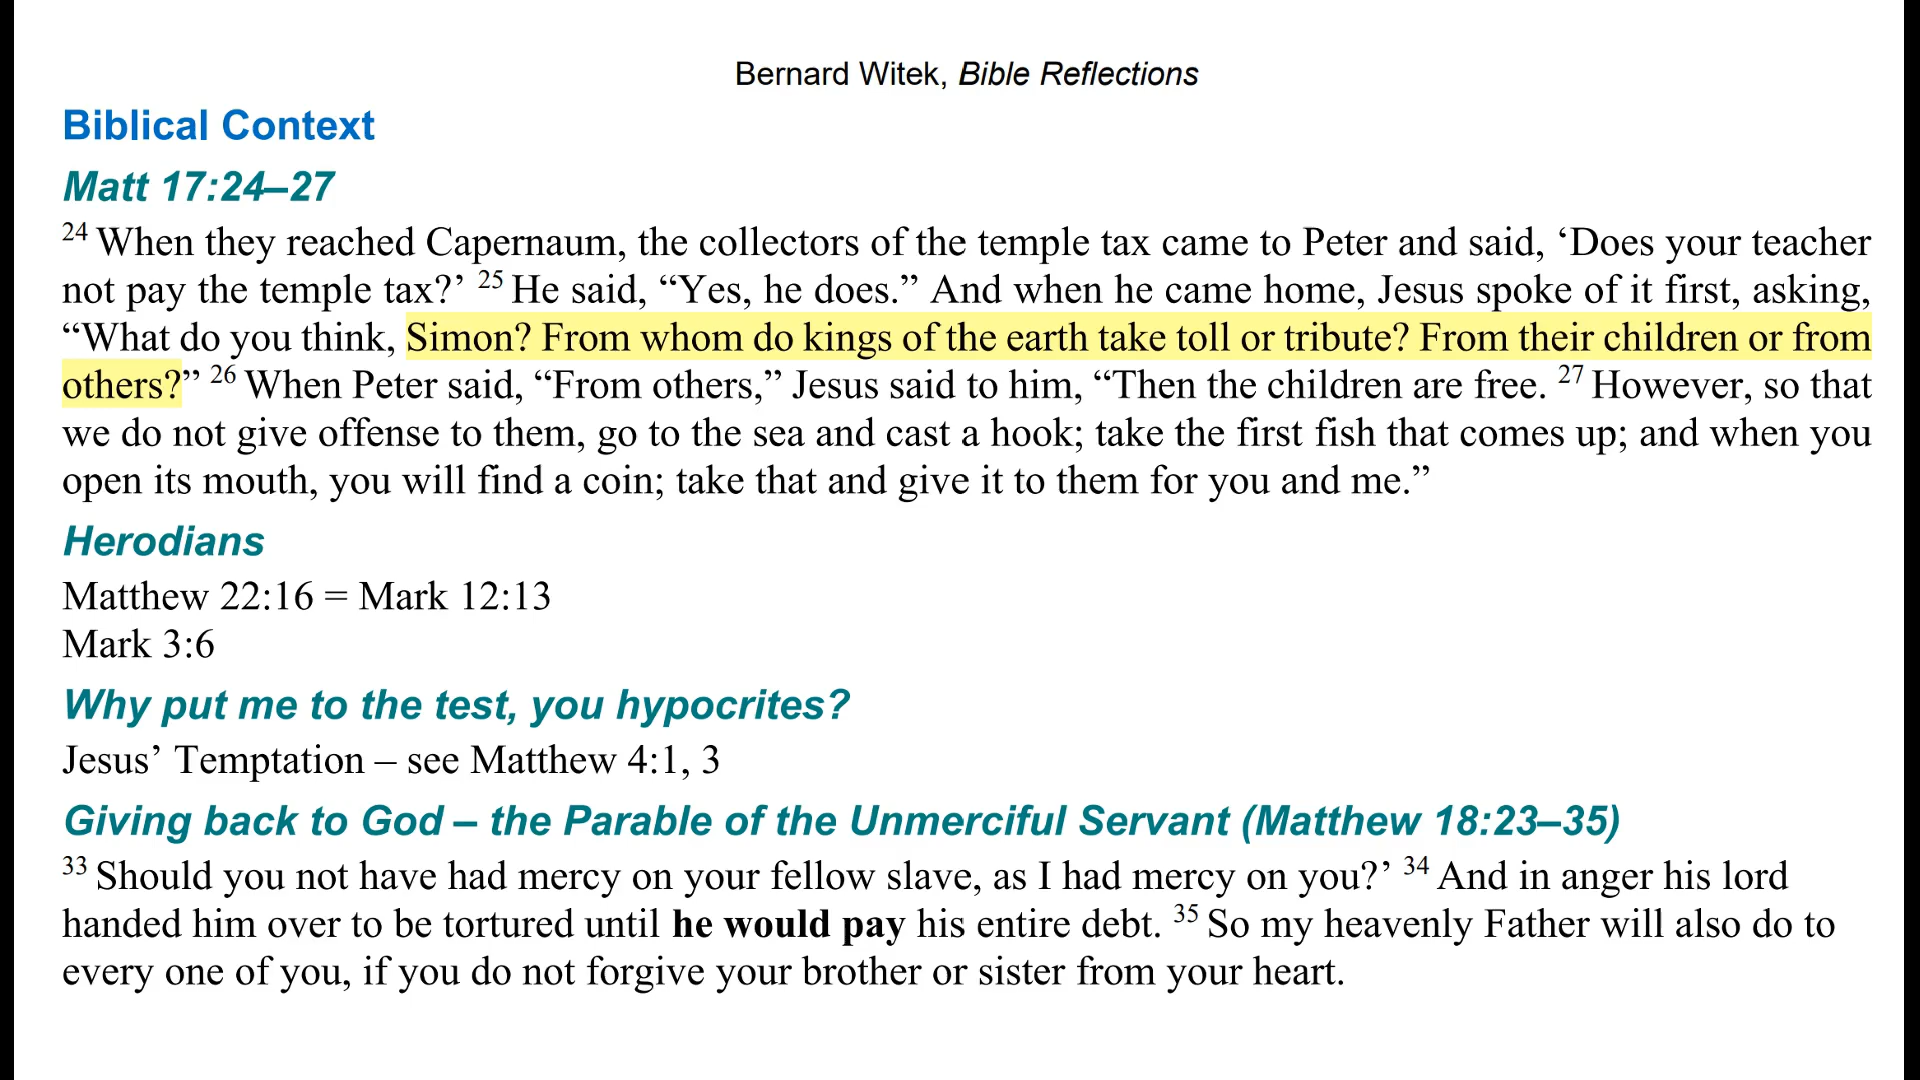 Bernard Witek, Bible Reflections
Biblical Context
Matt 17:24–27
24 When they reached Capernaum, the collectors of the temple tax came to Peter and said, ‘Does your teacher
not pay the temple tax?’ 25 He said, “Yes, he does.” And when he came home, Jesus spoke of it first, asking,
“What do you think, Simon? From whom do kings of the earth take toll or tribute? From their children or from
others?” 26 When Peter said, “From others,” Jesus said to him, “Then the children are free. 27 However, so that
we do not give offense to them, go to the sea and cast a hook; take the first fish that comes up; and when you
open its mouth, you will find a coin; take that and give it to them for you and me.”
Herodians
Matthew 22:16 = Mark 12:13
Mark 3:6
Why put me to the test, you hypocrites?
Jesus’ Temptation – see Matthew 4:1, 3
Giving back to God – the Parable of the Unmerciful Servant (Matthew 18:23–35)
33 Should you not have had mercy on your fellow slave, as I had mercy on you?’ 34 And in anger his lord
handed him over to be tortured until he would pay his entire debt. 35 So my heavenly Father will also do to
every one of you, if you do not forgive your brother or sister from your heart.